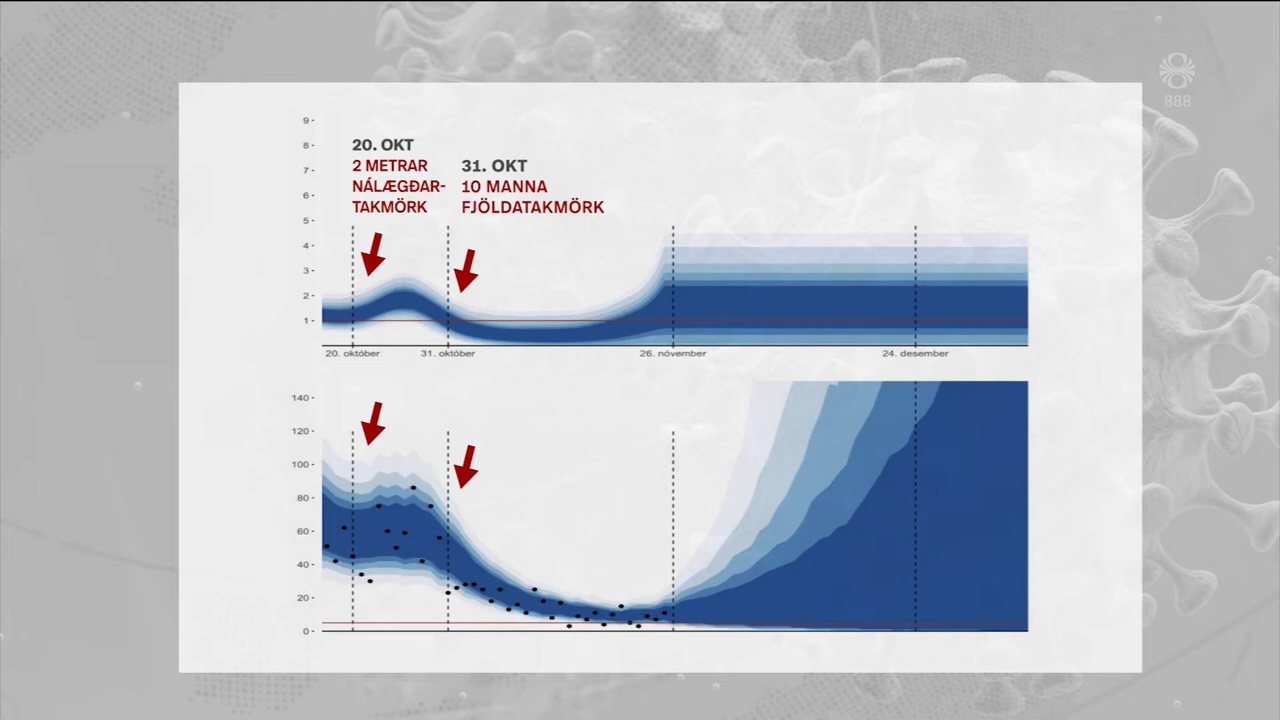 888
9
8
7
6
5
4
3
2
1
20. OKT
2 METRAR
NÁLÆGÐAR-
TAKMÖRK
31. OKT
10 MANNA
FJÖLDATAKMÖRK
20. október
31. október
26. nóvember
24. desember
140
120
100
80
60
40
20
0